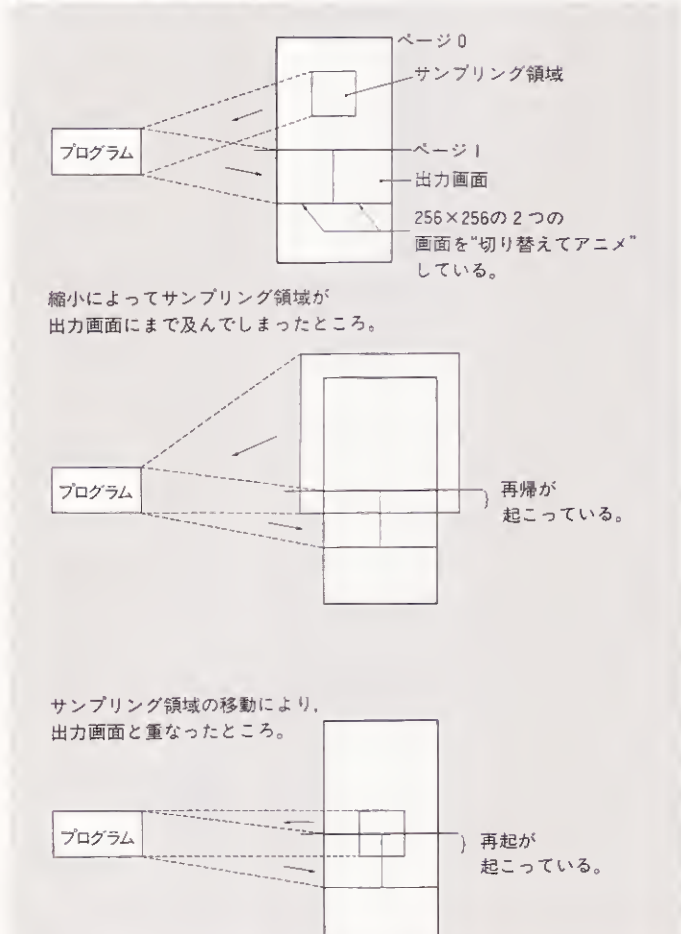 ページ0
サンプリング領域
プログラム
ページ1
出力画面
256×256の2つの
画面を"切り替えてアニメ"
している。
縮小によってサンプリング領域が
出力画面にまで及んでしまったところ。
プログラム
再帰が
起こっている。
サンプリング領域の移動により,
出力画面と重なったところ。
プログラム
再起が
起こっている。